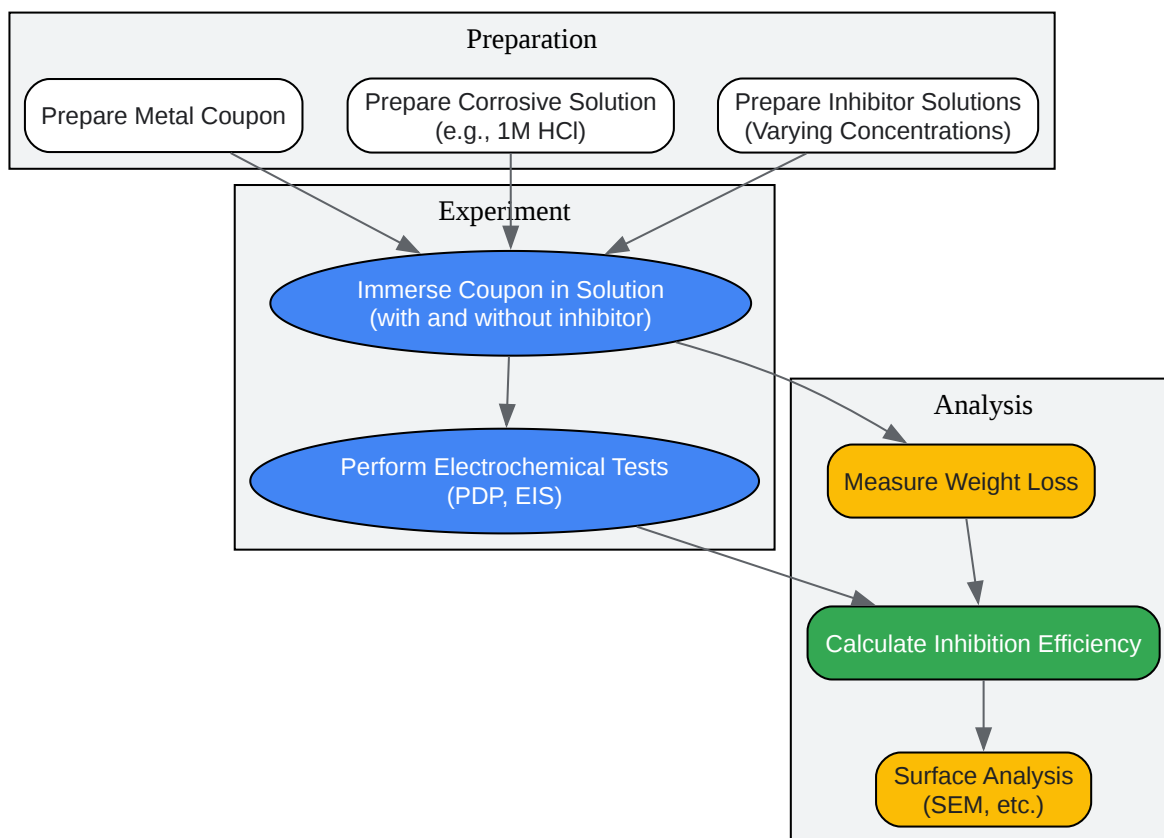 Preparation
Prepare Metal Coupon
Prepare Corrosive Solution
(e.g., 1M HCl)
Prepare Inhibitor Solutions
(Varying Concentrations)
Experiment
Immerse Coupon in Solution
(with and without inhibitor)
Perform Electrochemical Tests
(PDP, EIS)
Analysis
Measure Weight Loss
Calculate Inhibition Efficiency
Surface Analysis
(SEM, etc.)